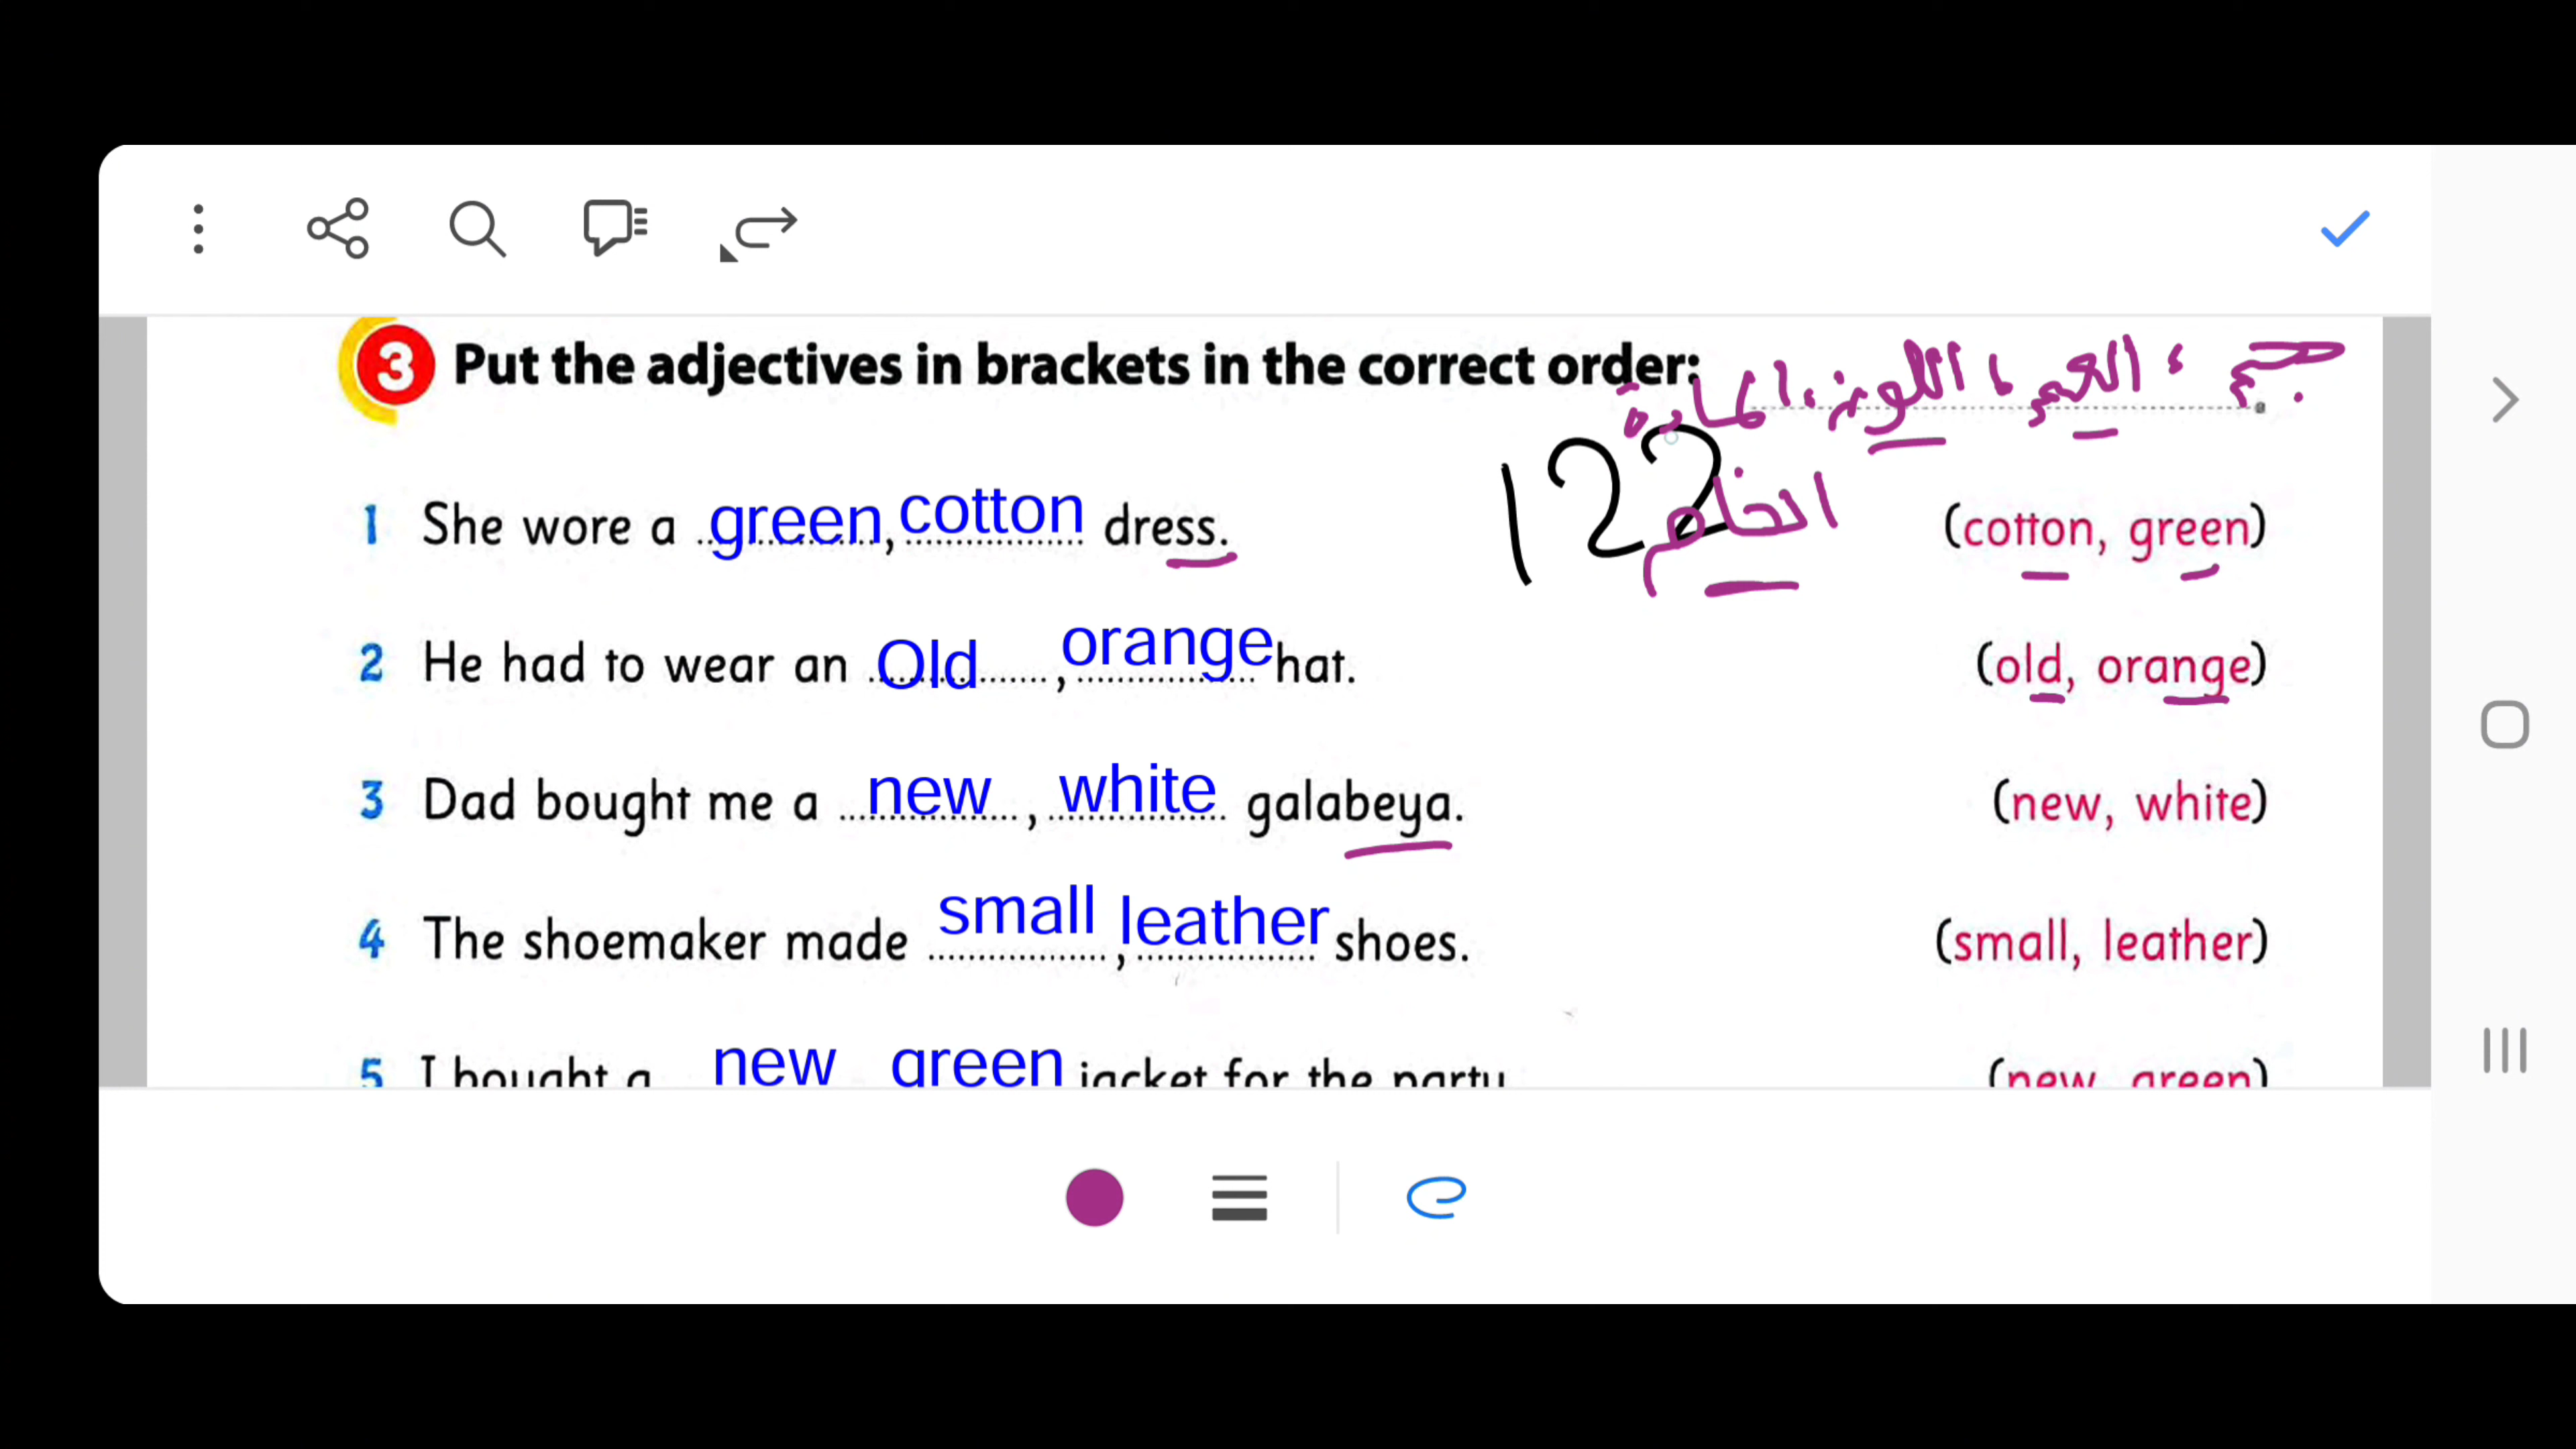 3 Put the adjectives in brackets in the correct order:
حجم ، العمر ، اللون ، المادة
122
الخام
1 She wore a green, cotton dress. (cotton, green)
2 He had to wear an Old, orange hat. (old, orange)
3 Dad bought me a new, white galabeya. (new, white)
4 The shoemaker made small, leather shoes. (small, leather)
5 I bought a new green jacket for the party (new, green)